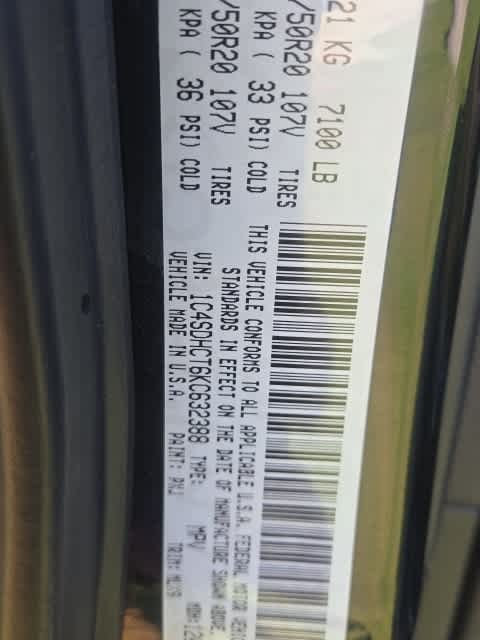 21 KG 7100 LB
/50R20 107V TIRES
KPA ( 33 PSI) COLD
/50R20 107V TIRES
KPA ( 36 PSI) COLD
THIS VEHICLE CONFORMS TO ALL APPLICABLE U.S.A. FEDERAL MOTOR
STANDARDS IN EFFECT ON THE DATE OF MANUFACTURE SHOWN ABOVE.
VIN: 1C4SDHCT6KC632388 TYPE: MPV
VEHICLE MADE IN U.S.A. PAINT: TRIM: